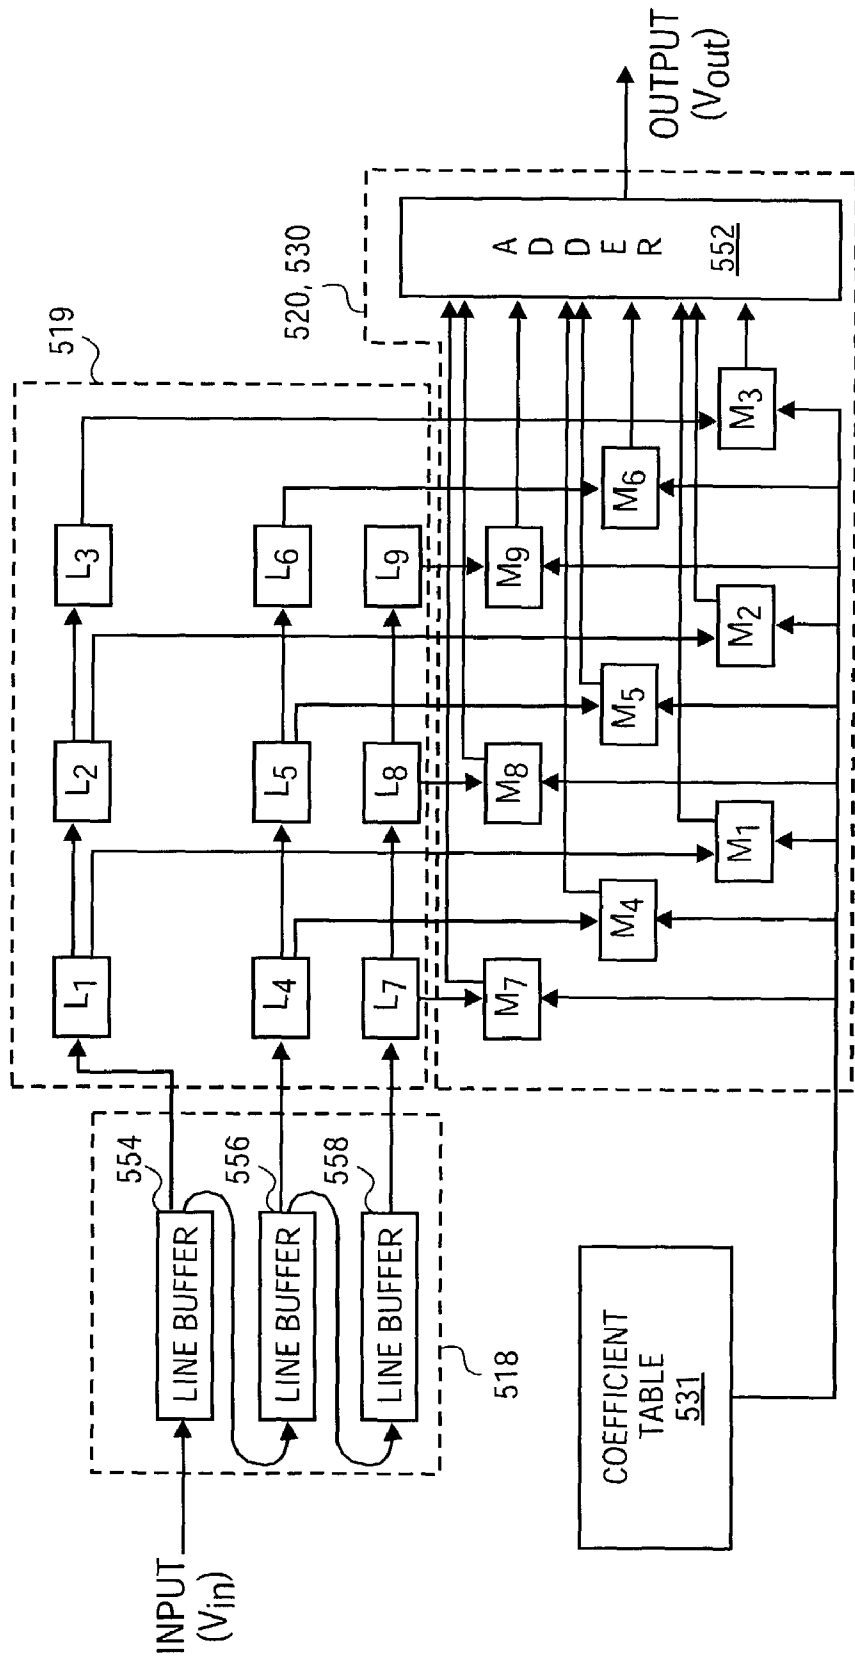 INPUT
(Vin)
518
LINE BUFFER
554
LINE BUFFER
556
LINE BUFFER
558
519
L1
L2
L3
L4
L5
L6
L7
L8
L9
520, 530
M7
M8
M9
M4
M5
M6
M1
M2
M3
ADDER
552
OUTPUT
(Vout)
COEFFICIENT
TABLE
531